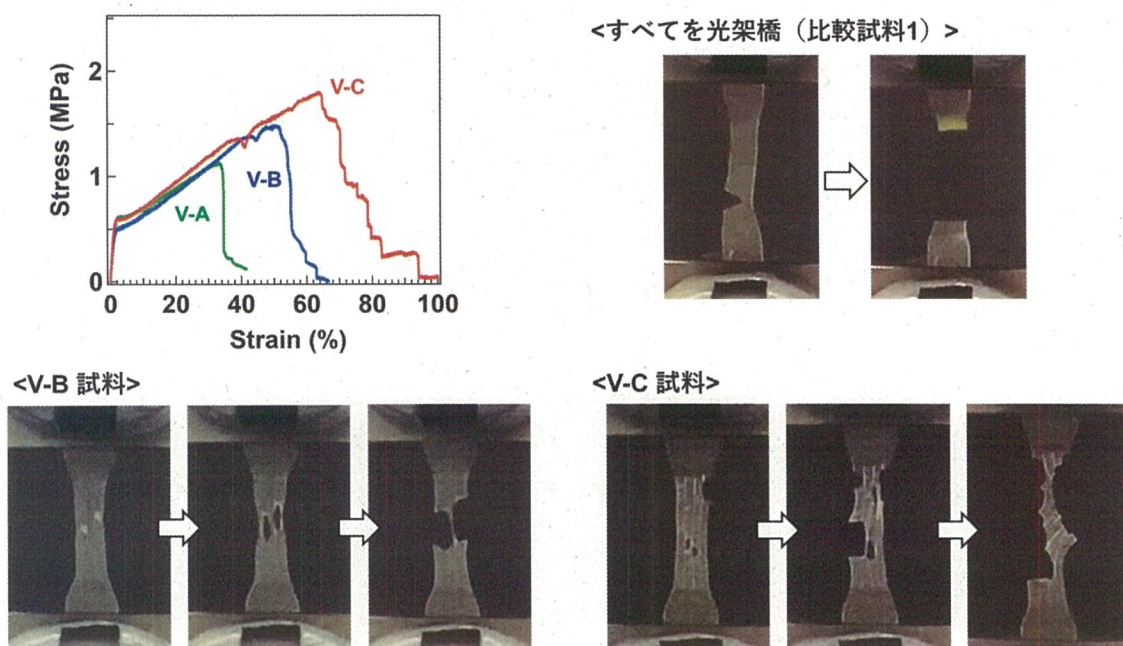 Stress (MPa)
2
1
0
V-C
V-B
V-A
0 20 40 60 80 100
Strain (%)
<すべてを光架橋（比較試料1）>
<V-B 試料>
<V-C 試料>